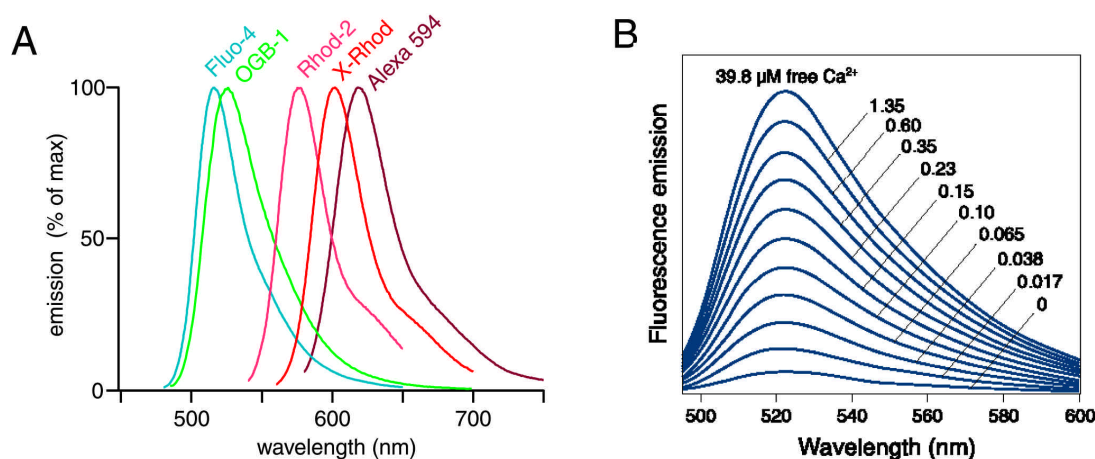 A
Fluo-4
OGB-1
Rhod-2
X-Rhod
Alexa 594
100
50
0
emission (% of max)
500
600
700
wavelength (nm)
B
39.8 µM free Ca²⁺
1.35
0.60
0.35
0.23
0.15
0.10
0.065
0.038
0.017
0
Fluorescence emission
500
520
540
560
580
600
Wavelength (nm)